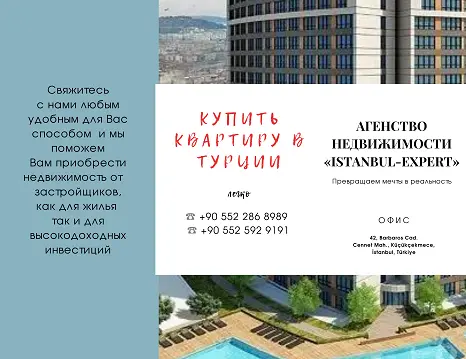 Свяжитесь
с нами любым
удобным для Вас
способом и мы
поможем
Вам приобрести
недвижимость от
застройщиков,
как для жилья
так и для
высокодоходных
инвестиций
КУПИТЬ
КВАРТИРУ В
ТУРЦИИ
легко
☏ +90 552 286 8989
☏ +90 552 592 9191
АГЕНСТВО
НЕДВИЖИМОСТИ
«ISTANBUL-EXPERT»
Превращаем мечты в реальность
ОФИС
42, Barbaros Cad.
Cennet Mah., Küçükçekmece,
İstanbul, Türkiye